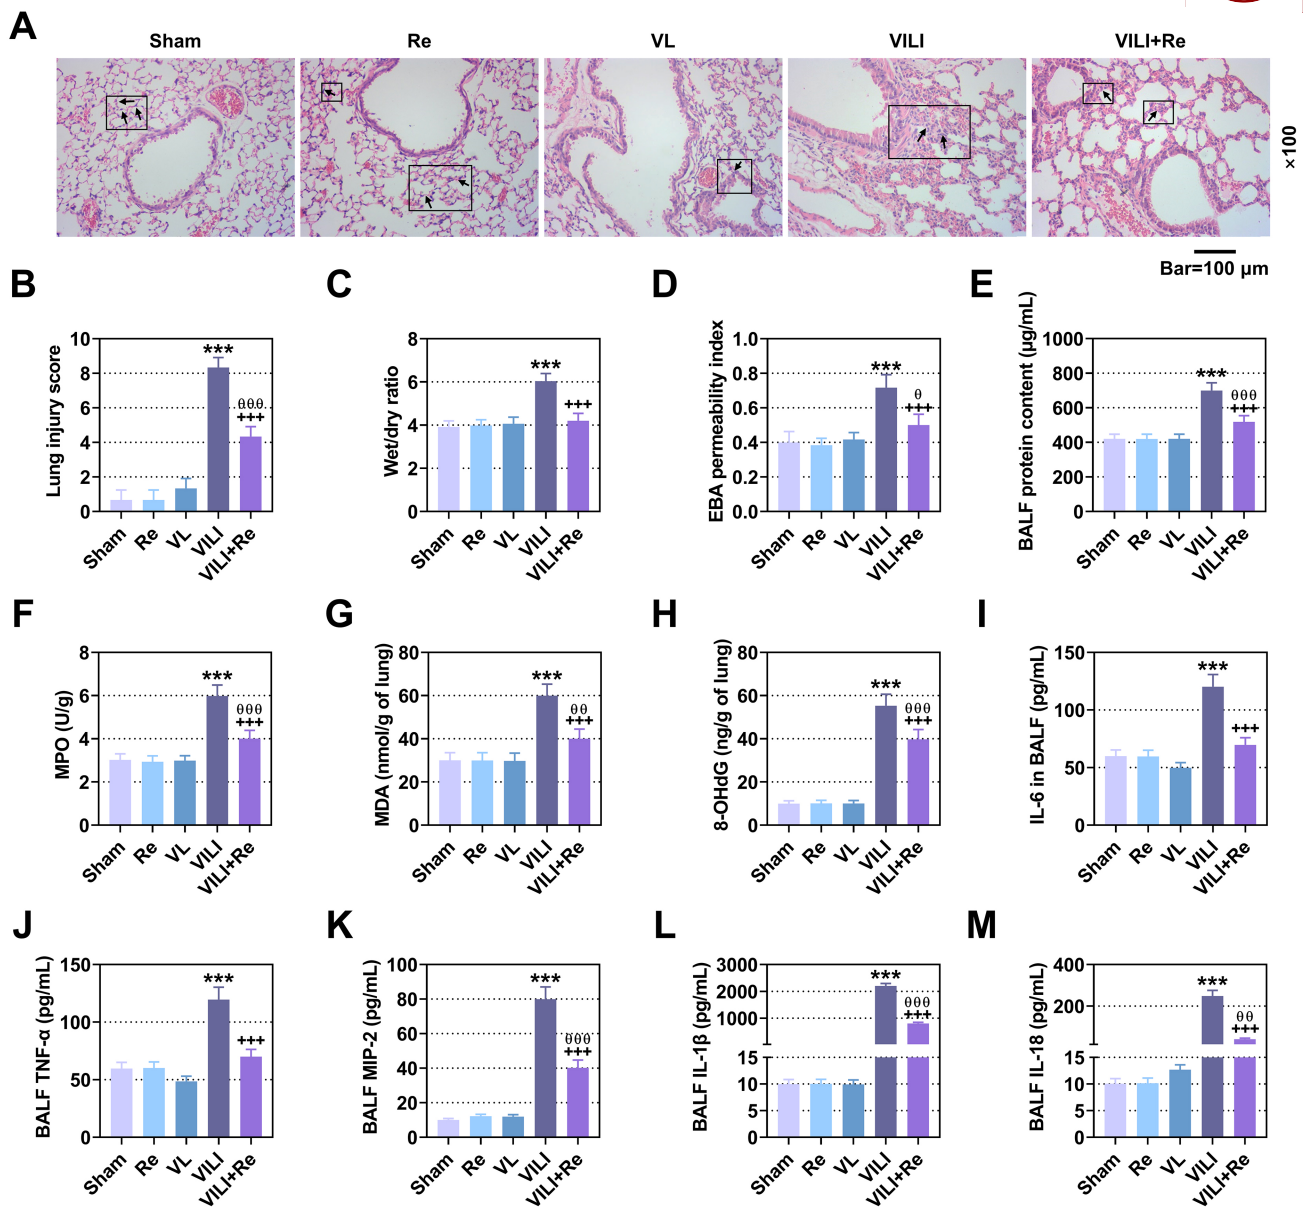 A
Sham
Re
VL
VILI
VILI+Re
×100
Bar=100 μm
B
Lung injury score
10
8
6
4
2
0
***
θθθ
+++
Sham
Re
VL
VILI
VILI+Re
C
Wet/dry ratio
8
6
4
2
0
***
+++
Sham
Re
VL
VILI
VILI+Re
D
EBA permeability index
1.0
0.8
0.6
0.4
0.2
0.0
***
θ
+++
Sham
Re
VL
VILI
VILI+Re
E
BALF protein content (μg/mL)
1000
800
600
400
200
0
***
θθθ
+++
Sham
Re
VL
VILI
VILI+Re
F
MPO (U/g)
8
6
4
2
0
***
θθθ
+++
Sham
Re
VL
VILI
VILI+Re
G
MDA (nmol/g of lung)
80
60
40
20
0
***
θθ
+++
Sham
Re
VL
VILI
VILI+Re
H
8-OHdG (ng/g of lung)
80
60
40
20
0
***
θθθ
+++
Sham
Re
VL
VILI
VILI+Re
I
IL-6 in BALF (pg/mL)
150
100
50
0
***
+++
Sham
Re
VL
VILI
VILI+Re
J
BALF TNF-α (pg/mL)
150
100
50
0
***
+++
Sham
Re
VL
VILI
VILI+Re
K
BALF MIP-2 (pg/mL)
100
80
60
40
20
0
***
θθθ
+++
Sham
Re
VL
VILI
VILI+Re
L
BALF IL-1β (pg/mL)
3000
2000
1000
15
10
5
0
***
θθθ
+++
Sham
Re
VL
VILI
VILI+Re
M
BALF IL-18 (pg/mL)
400
200
15
10
5
0
***
θθ
+++
Sham
Re
VL
VILI
VILI+Re